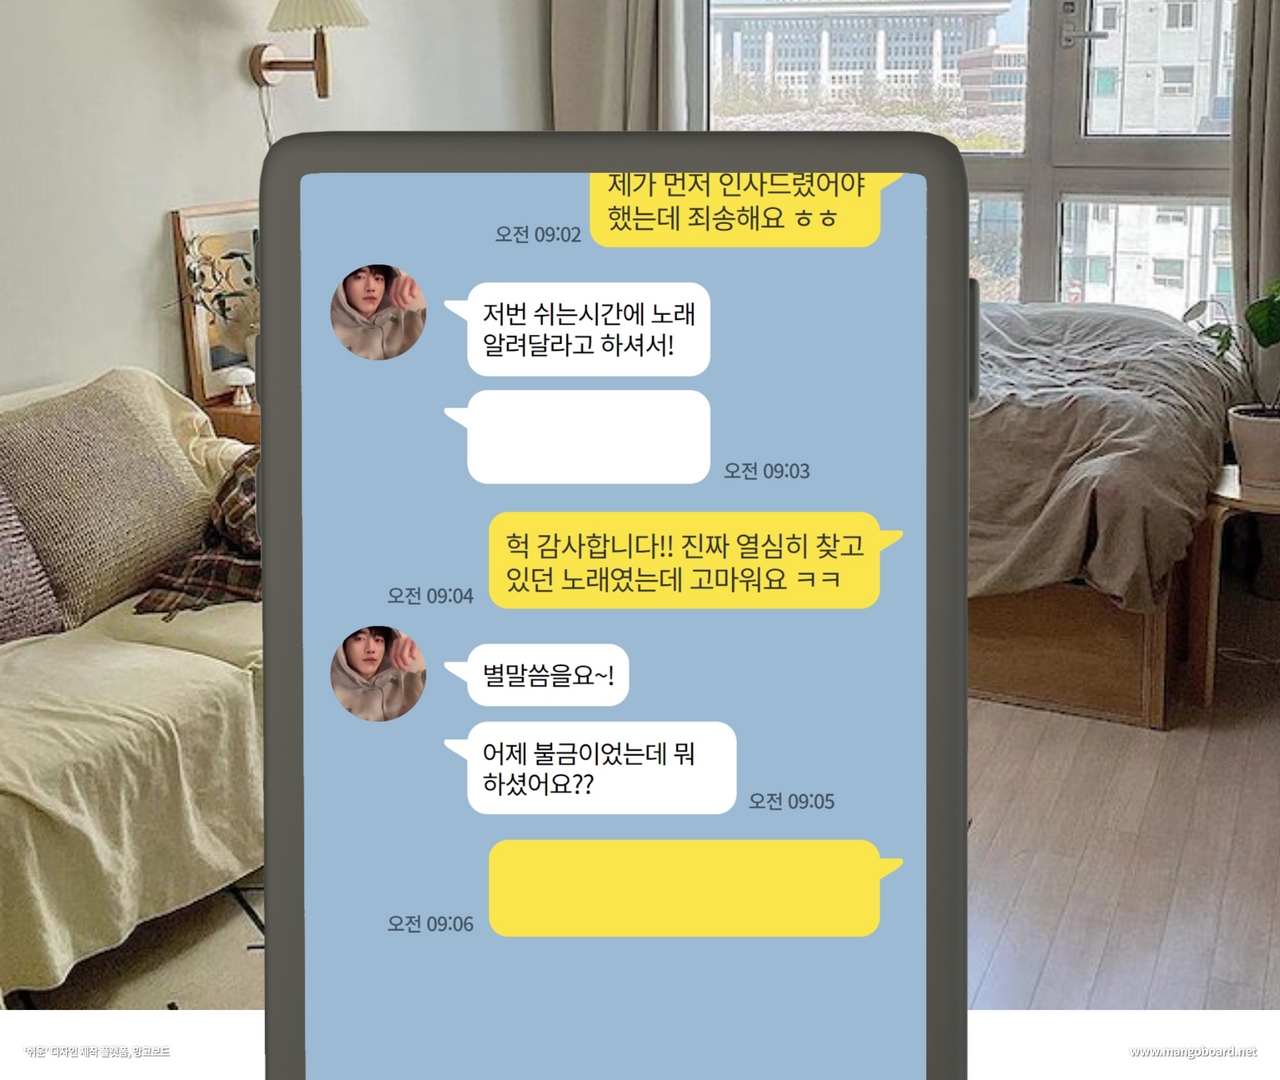 제가 먼저 인사드렸어야
했는데 죄송해요 ㅎㅎ
오전 09:02
저번 쉬는시간에 노래
알려달라고 하셔서!
오전 09:03
헉 감사합니다!! 진짜 열심히 찾고
있던 노래였는데 고마워요 ㅋㅋ
오전 09:04
별말씀을요~!
어제 불금이었는데 뭐
하셨어요??
오전 09:05
오전 09:06
'쉬운' 디자인 제작 플랫폼, 망고보드
www.mangoboard.net